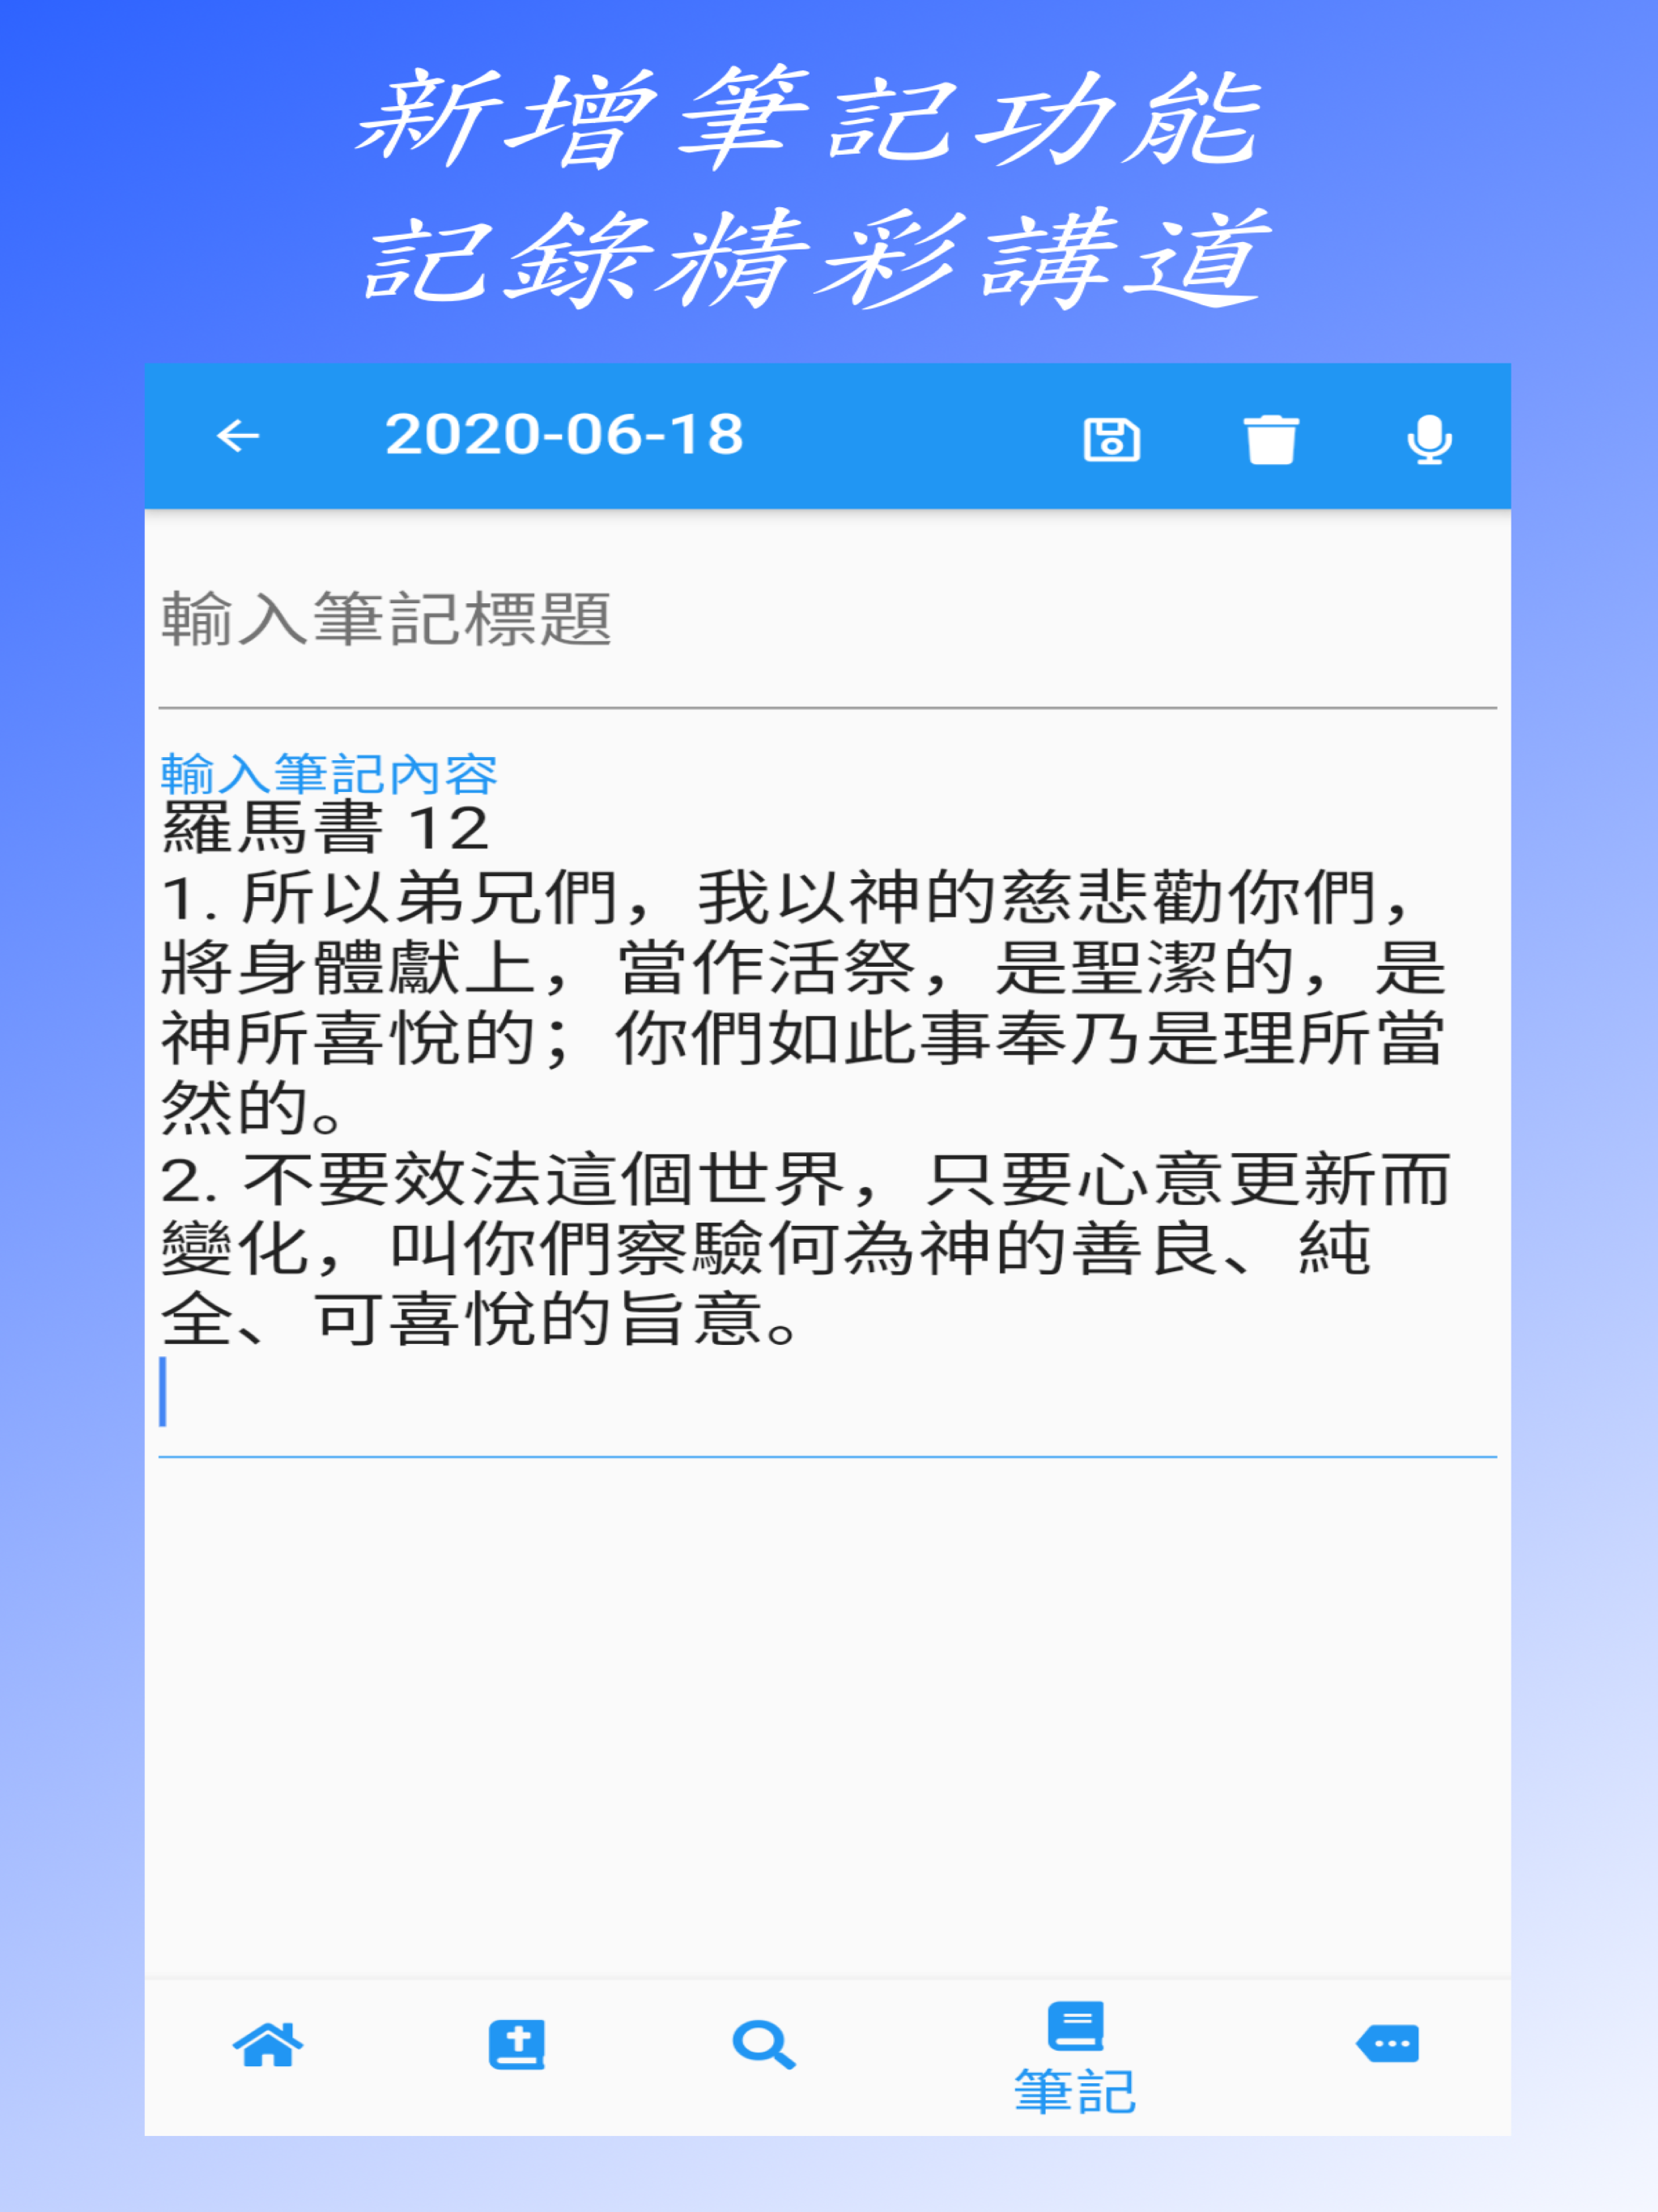 新增筆記功能
記錄精彩講道
2020-06-18
輸入筆記標題
輸入筆記內容
羅馬書 12
1. 所以弟兄們，我以神的慈悲勸你們，
將身體獻上，當作活祭，是聖潔的，是
神所喜悅的；你們如此事奉乃是理所當
然的。
2. 不要效法這個世界，只要心意更新而
變化，叫你們察驗何為神的善良、純
全、可喜悅的旨意。
筆記